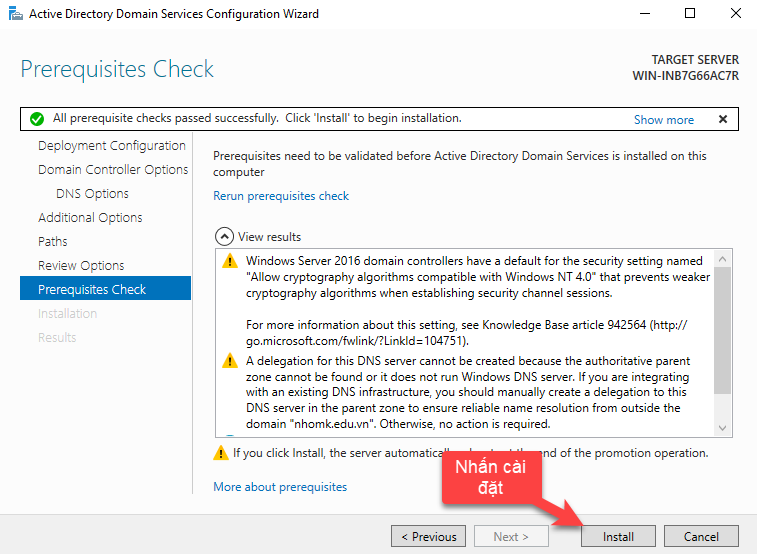 Active Directory Domain Services Configuration Wizard
Prerequisites Check
TARGET SERVER
WIN-INB7G66AC7R
All prerequisite checks passed successfully. Click 'Install' to begin installation.
Show more
Deployment Configuration
Domain Controller Options
DNS Options
Additional Options
Paths
Review Options
Prerequisites Check
Installation
Results
Prerequisites need to be validated before Active Directory Domain Services is installed on this
computer
Rerun prerequisites check
View results
Windows Server 2016 domain controllers have a default for the security setting named
"Allow cryptography algorithms compatible with Windows NT 4.0" that prevents weaker
cryptography algorithms when establishing security channel sessions.
For more information about this setting, see Knowledge Base article 942564 (http://
go.microsoft.com/fwlink/?LinkId=104751).
A delegation for this DNS server cannot be created because the authoritative parent
zone cannot be found or it does not run Windows DNS server. If you are integrating
with an existing DNS infrastructure, you should manually create a delegation to this
DNS server in the parent zone to ensure reliable name resolution from outside the
domain "nhomk.edu.vn". Otherwise, no action is required.
If you click Install, the server automatically end of the promotion operation.
Nhấn cài
đặt
More about prerequisites
< Previous
Next >
Install
Cancel